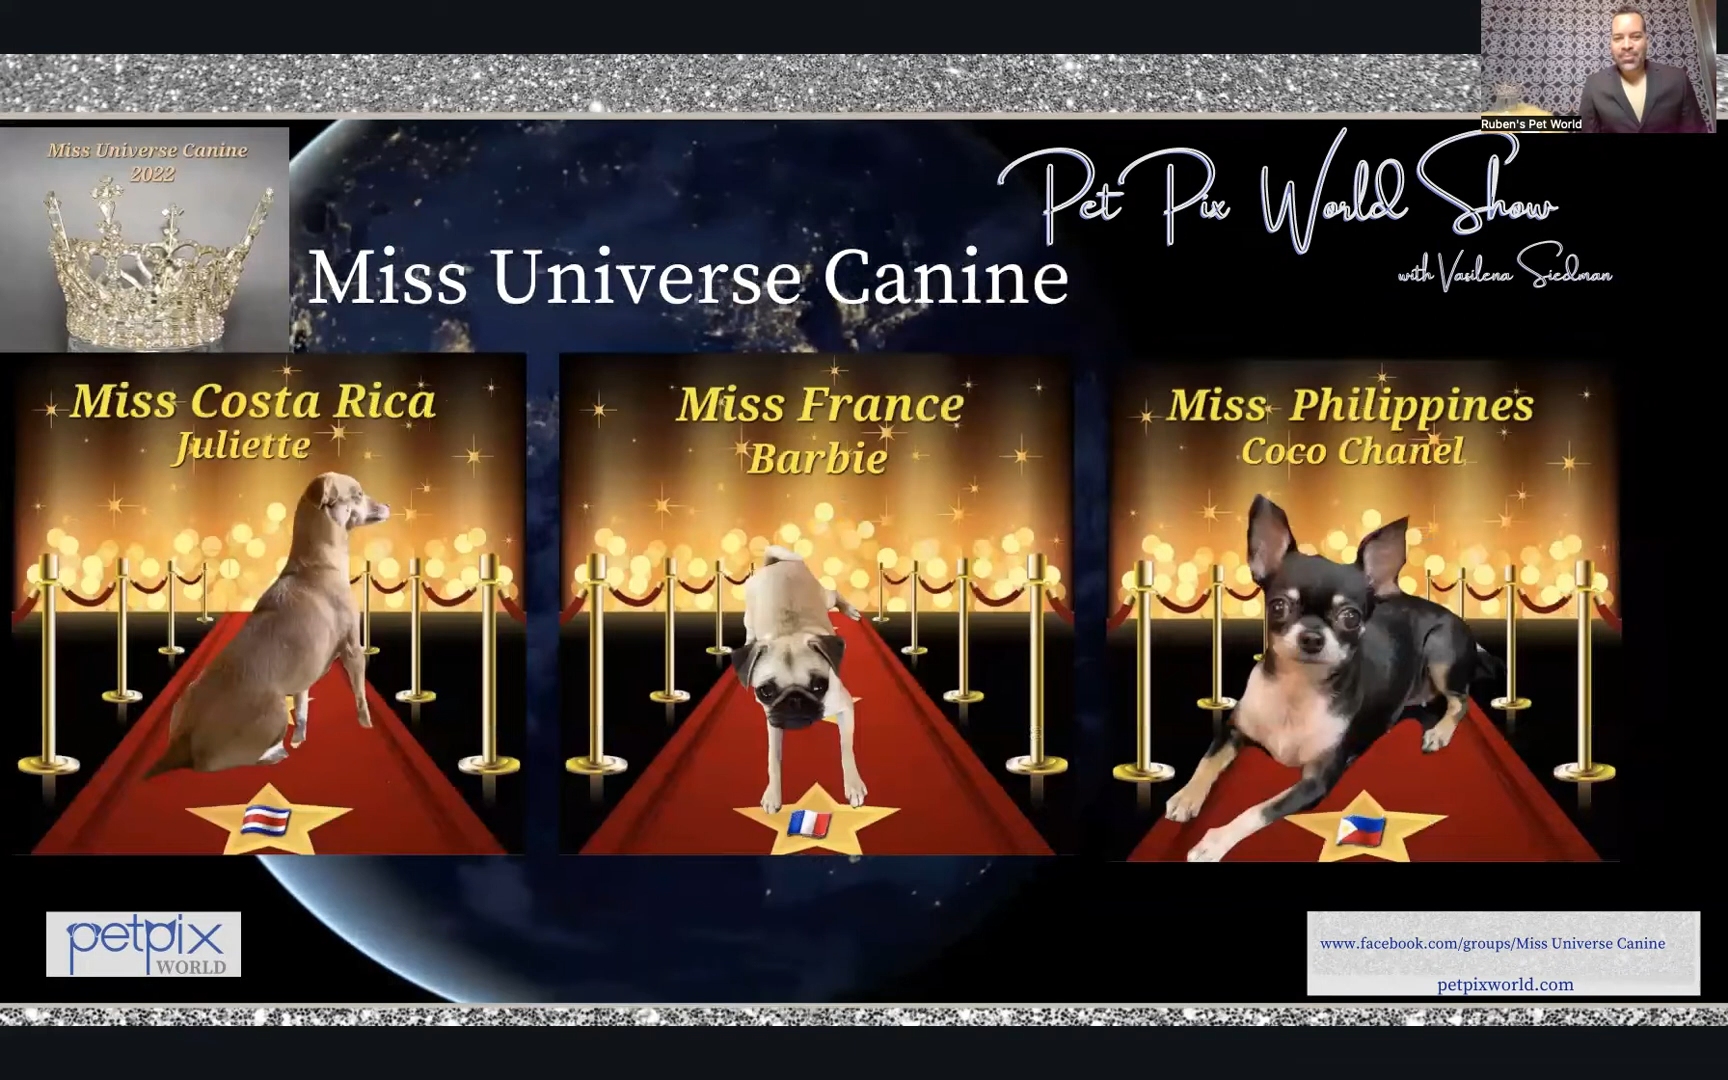 Ruben's Pet World
Miss Universe Canine
2022
Pet Pix World Show
with Vasilena Siedman
Miss Universe Canine
Miss Costa Rica
Juliette
Miss France
Barbie
Miss Philippines
Coco Chanel
petpix
WORLD
www.facebook.com/groups/Miss Universe Canine
petpixworld.com